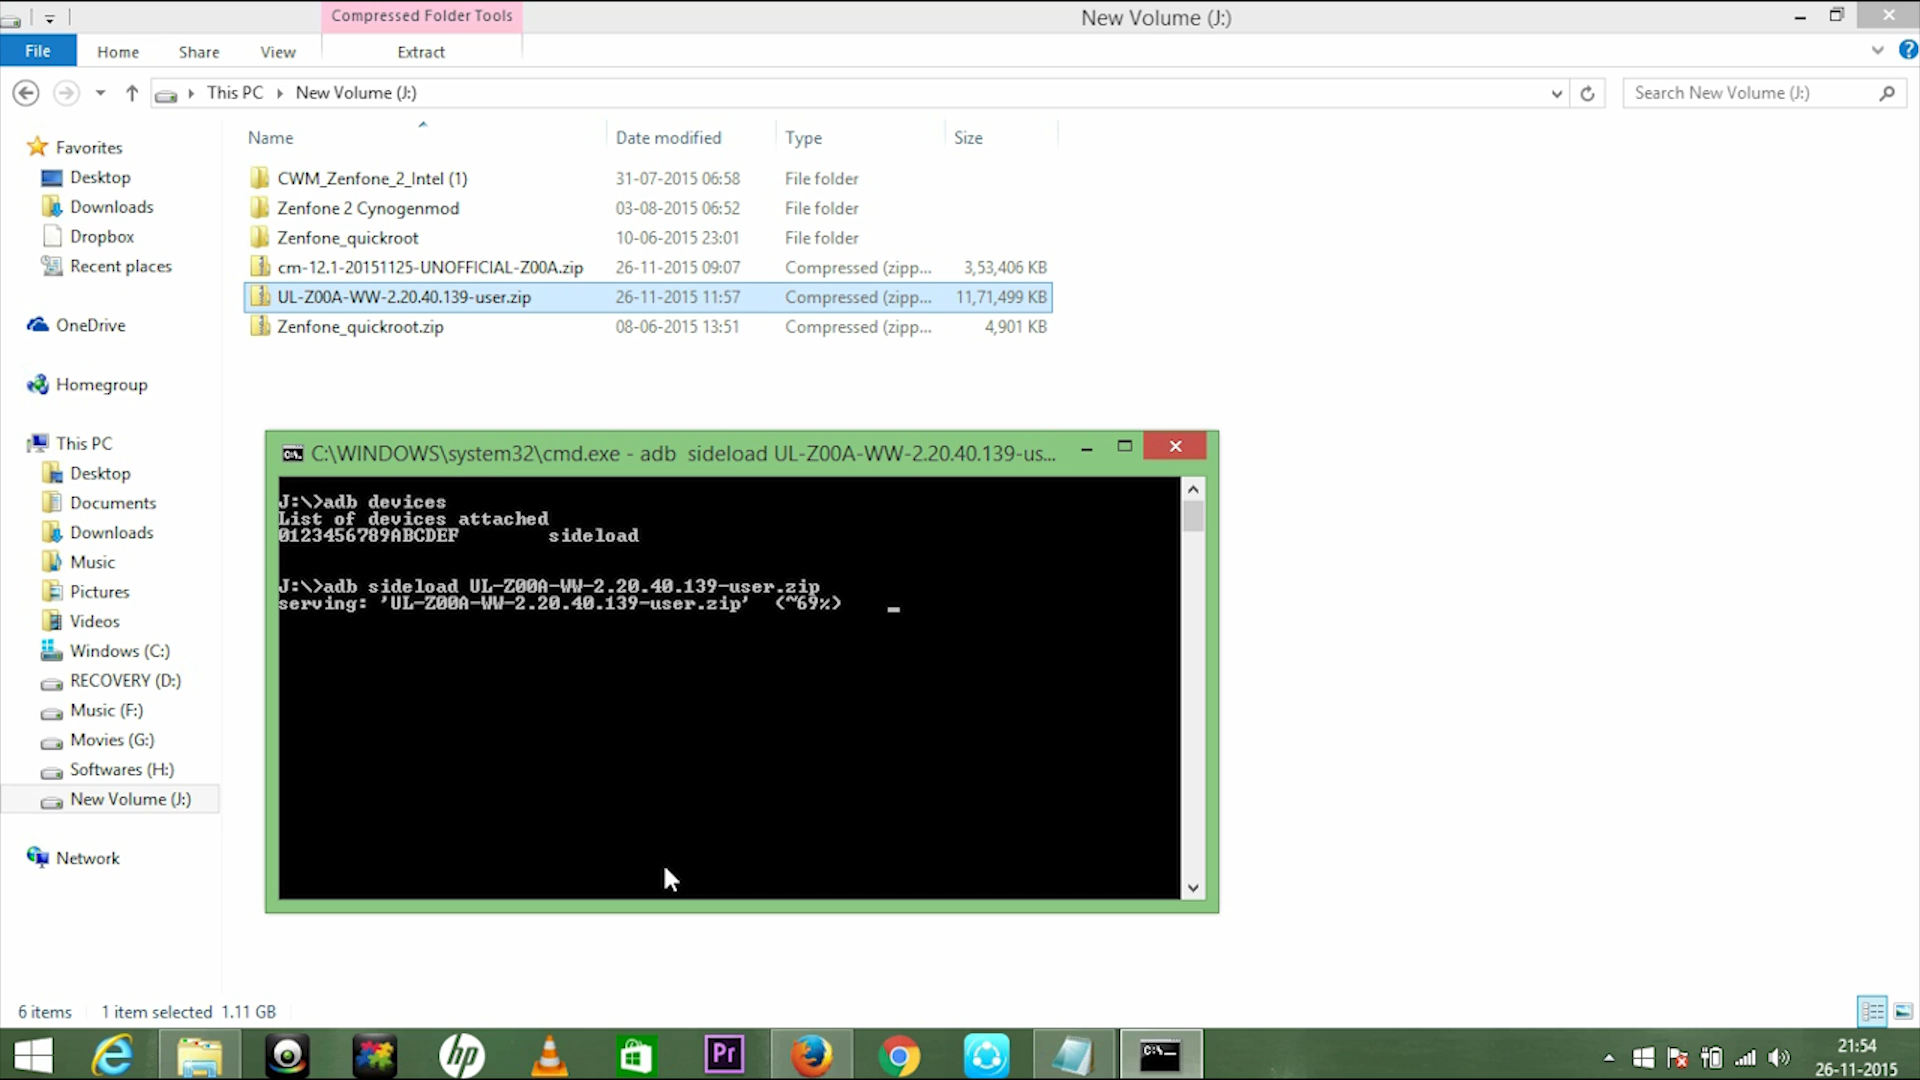 Compressed Folder Tools
New Volume (J:)
File
Home
Share
View
Extract
This PC
New Volume (J:)
Search New Volume (J:)
Name
Date modified
Type
Size
CWM_Zenfone_2_Intel (1) 31-07-2015 06:58 File folder
Zenfone 2 Cynogenmod 03-08-2015 06:52 File folder
Zenfone_quickroot 10-06-2015 23:01 File folder
cm-12.1-20151125-UNOFFICIAL-Z00A.zip 26-11-2015 09:07 Compressed (zipp... 3,53,406 KB
UL-Z00A-WW-2.20.40.139-user.zip 26-11-2015 11:57 Compressed (zipp... 11,71,499 KB
Zenfone_quickroot.zip 08-06-2015 13:51 Compressed (zipp... 4,901 KB
Favorites
Desktop
Downloads
Dropbox
Recent places
OneDrive
Homegroup
This PC
Desktop
Documents
Downloads
Music
Pictures
Videos
Windows (C:)
RECOVERY (D:)
Music (F:)
Movies (G:)
Softwares (H:)
New Volume (J:)
Network
C:\WINDOWS\system32\cmd.exe - adb  sideload UL-Z00A-WW-2.20.40.139-us...
J:\>adb devices
List of devices attached
0123456789ABCDEF        sideload
J:\>adb sideload UL-Z00A-WW-2.20.40.139-user.zip
serving: 'UL-Z00A-WW-2.20.40.139-user.zip'  (~69%)    _
6 items
1 item selected 1.11 GB
hp
Pr
C:\_
21:54
26-11-2015